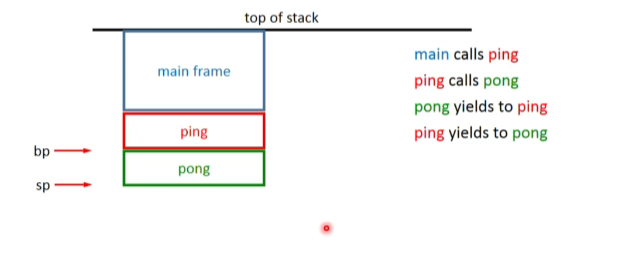 top of stack
main frame
main calls ping
ping calls pong
pong yields to ping
ping
ping yields to pong
bp
pong
sp